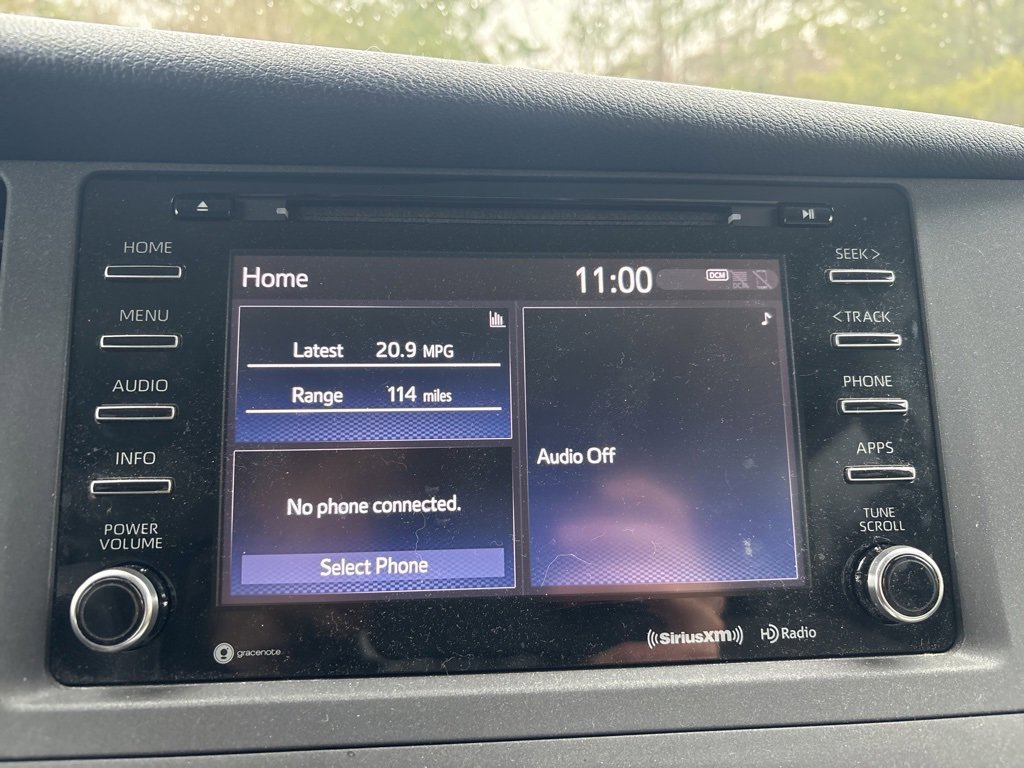 HOME
MENU
AUDIO
INFO
POWER
VOLUME
Home
11:00
DCM
DCM
Latest 20.9 MPG
Range 114 miles
No phone connected.
Select Phone
Audio Off
SEEK >
< TRACK
PHONE
APPS
TUNE
SCROLL
gracenote
((SiriusXM))
HD Radio